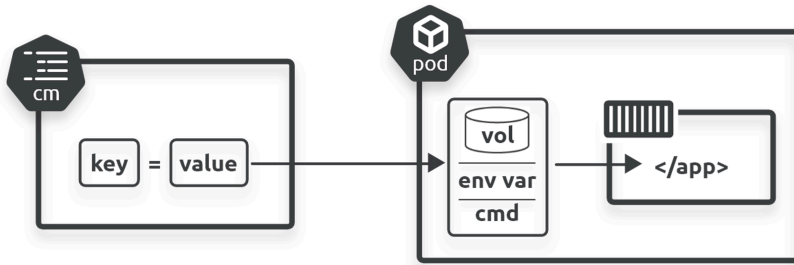 cm
key = value
pod
vol
env var
cmd
</app>